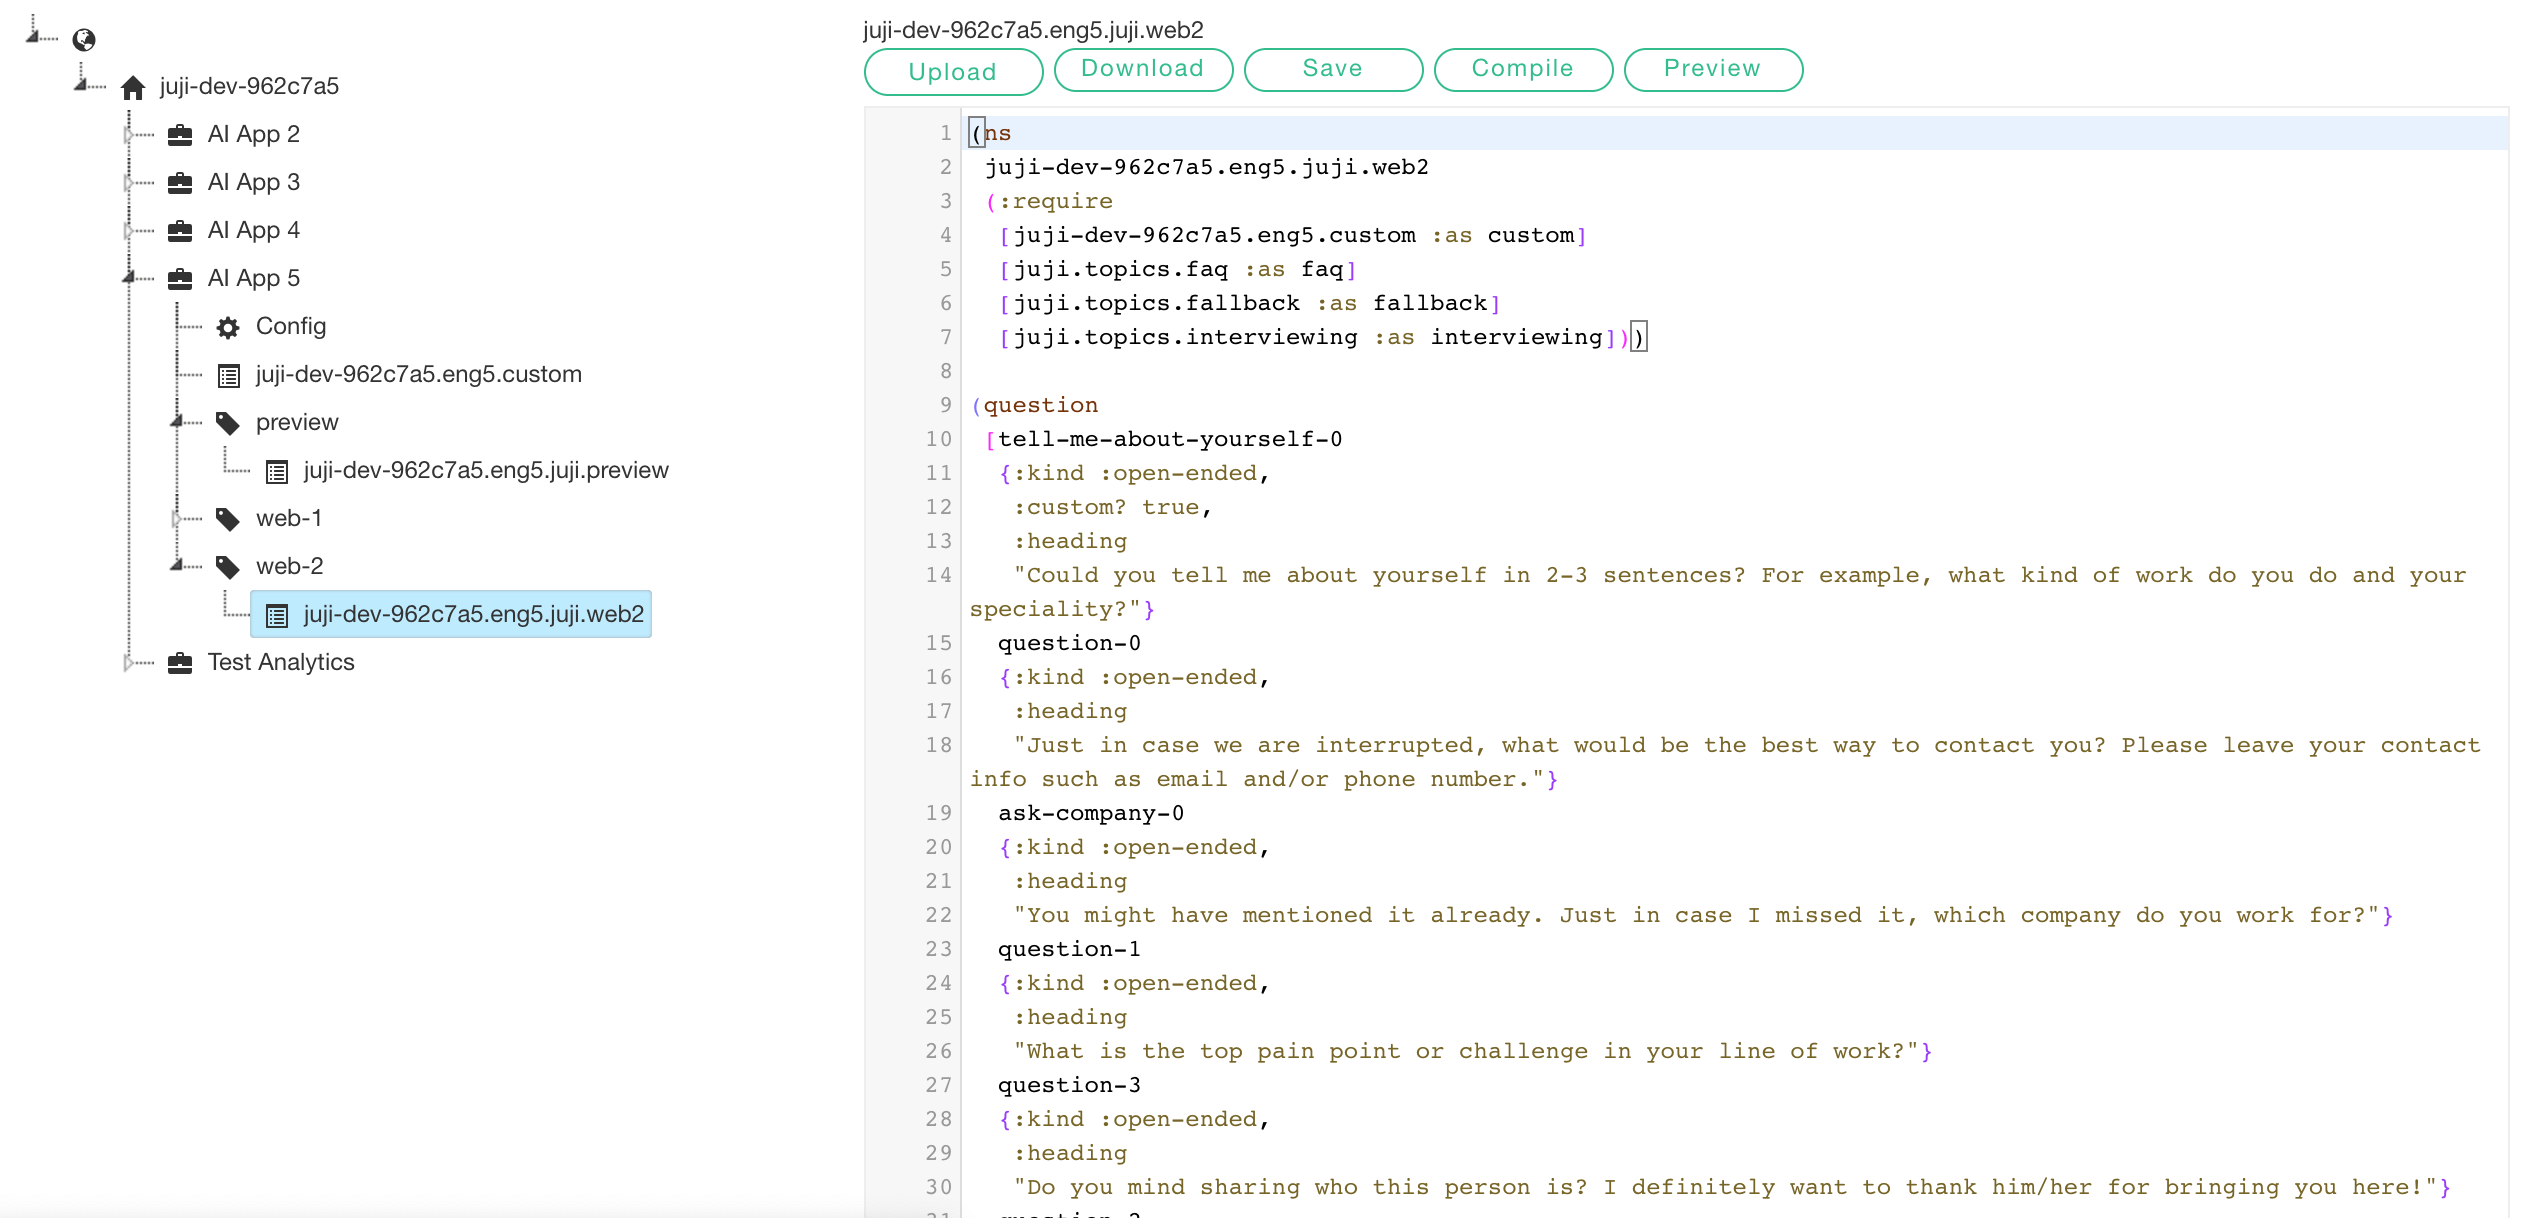 juji-dev-962c7a5
AI App 2
AI App 3
AI App 4
AI App 5
Config
juji-dev-962c7a5.eng5.custom
preview
juji-dev-962c7a5.eng5.juji.preview
web-1
web-2
juji-dev-962c7a5.eng5.juji.web2
Test Analytics
juji-dev-962c7a5.eng5.juji.web2
Upload Download Save Compile Preview
1 (ns
2 juji-dev-962c7a5.eng5.juji.web2
3 (:require
4 [juji-dev-962c7a5.eng5.custom :as custom]
5 [juji.topics.faq :as faq]
6 [juji.topics.fallback :as fallback]
7 [juji.topics.interviewing :as interviewing]))
8
9 (question
10 [tell-me-about-yourself-0
11 {:kind :open-ended,
12 :custom? true,
13 :heading
14 "Could you tell me about yourself in 2-3 sentences? For example, what kind of work do you do and your
speciality?"}
15 question-0
16 {:kind :open-ended,
17 :heading
18 "Just in case we are interrupted, what would be the best way to contact you? Please leave your contact
info such as email and/or phone number."}
19 ask-company-0
20 {:kind :open-ended,
21 :heading
22 "You might have mentioned it already. Just in case I missed it, which company do you work for?"}
23 question-1
24 {:kind :open-ended,
25 :heading
26 "What is the top pain point or challenge in your line of work?"}
27 question-3
28 {:kind :open-ended,
29 :heading
30 "Do you mind sharing who this person is? I definitely want to thank him/her for bringing you here!"}